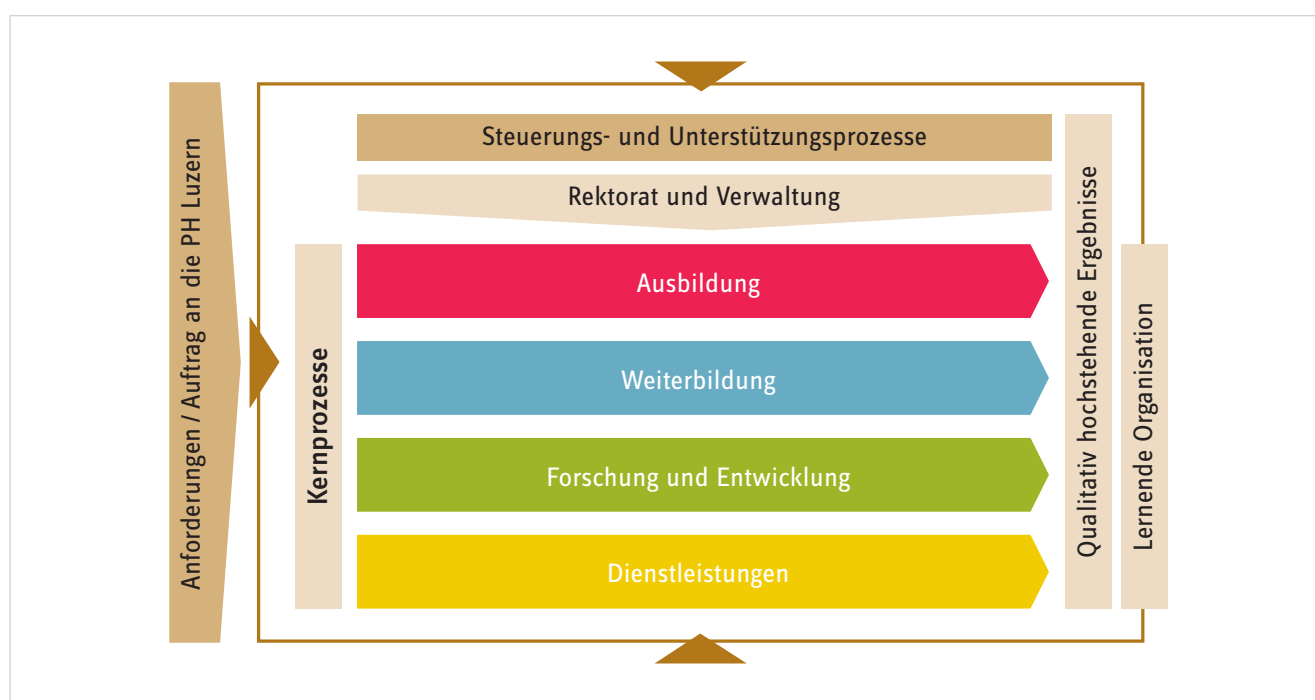 Anforderungen / Auftrag an die PH Luzern
Steuerungs- und Unterstützungsprozesse
Rektorat und Verwaltung
Kernprozesse
Ausbildung
Weiterbildung
Forschung und Entwicklung
Dienstleistungen
Qualitativ hochstehende Ergebnisse
Lernende Organisation